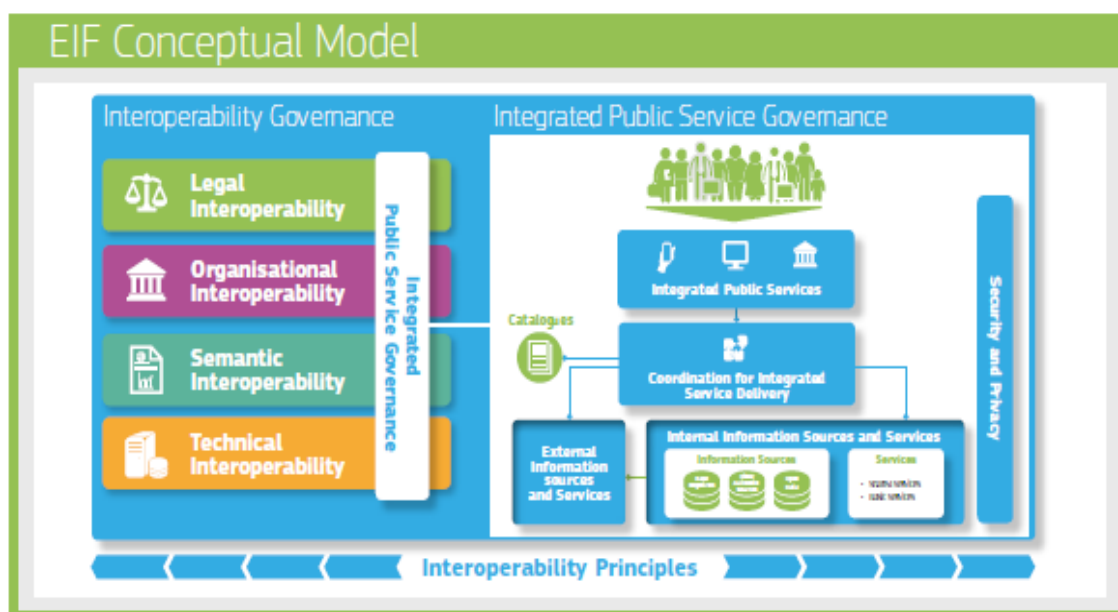 EIF Conceptual Model
Interoperability Governance
Legal
Interoperability
Organisational
Interoperability
Semantic
Interoperability
Technical
Interoperability
Integrated
Public Service Governance
Integrated Public Service Governance
Integrated Public Services
Catalogues
Coordination for Integrated
Service Delivery
External
Information
sources
and Services
Internal Information Sources and Services
Information Sources
Services
Security and Privacy
Interoperability Principles